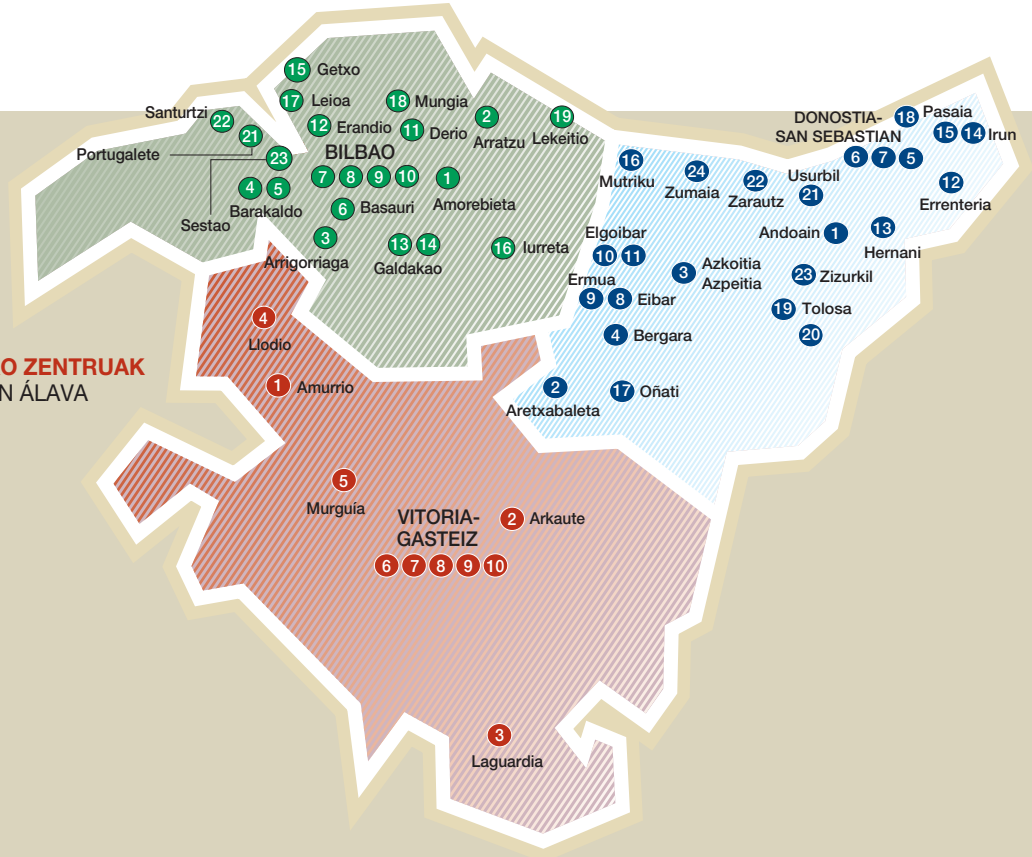 15 Getxo
17 Leioa
18 Mungia
Santurtzi 22
12 Erandio
11 Derio
2
Arratzu
19
Lekeitio
21
Portugalete
BILBAO
23
7 8 9 10
1
Amorebieta
4 5
Barakaldo
Sestao
6 Basauri
3
Arrigorriaga
13 14
Galdakao
16 Iurreta
DONOSTIA-
SAN SEBASTIAN
18 Pasaia
15 14 Irun
6 7 5
16
Mutriku
24
Zumaia
22
Zarautz
Usurbil
21
12
Errenteria
Andoain 1
13
Hernani
Elgoibar
10 11
3 Azkoitia
Azpeitia
23 Zizurkil
Ermua
9 8 Eibar
19 Tolosa
20
4 Bergara
2
Aretxabaleta
17 Oñati
4
Llodio
O ZENTRUAK
N ÁLAVA
1 Amurrio
5
Murguía
VITORIA-
GASTEIZ
2 Arkaute
6 7 8 9 10
3
Laguardia